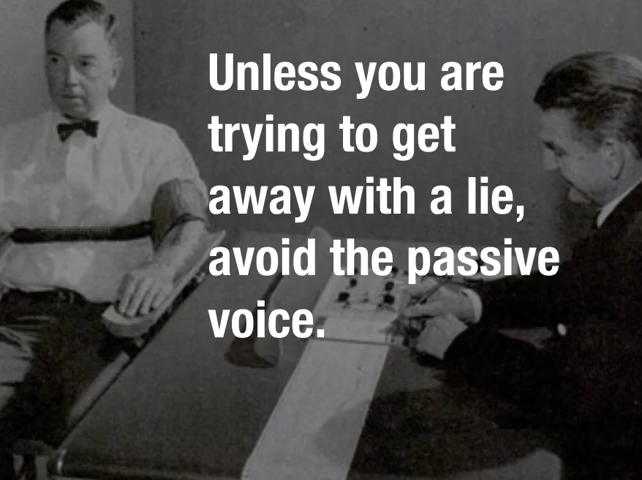 Unless you are
trying to get
away with a lie,
avoid the passive
voice.